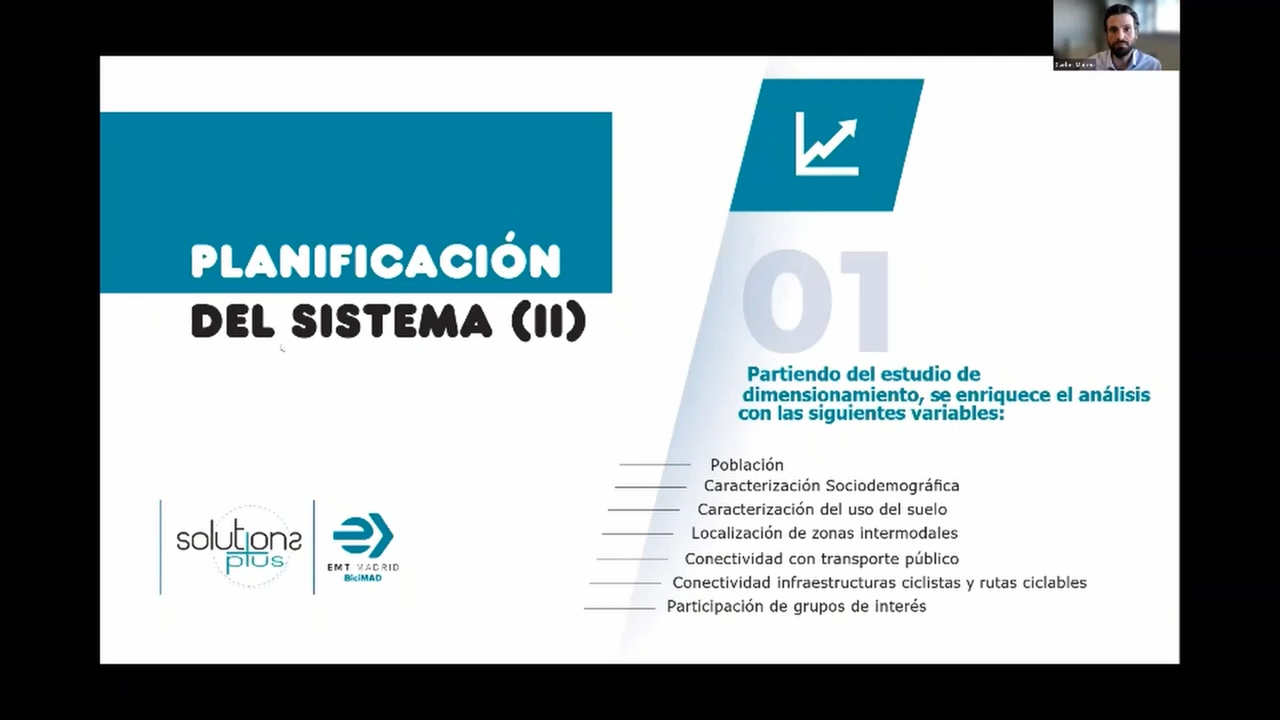 PLANIFICACIÓN
DEL SISTEMA (II)
01
Partiendo del estudio de
dimensionamiento, se enriquece el análisis
con las siguientes variables:
Población
Caracterización Sociodemográfica
Caracterización del uso del suelo
Localización de zonas intermodales
Conectividad con transporte público
Conectividad infraestructuras ciclistas y rutas ciclables
Participación de grupos de interés
solutions
plus
EMT MADRID
BiciMAD